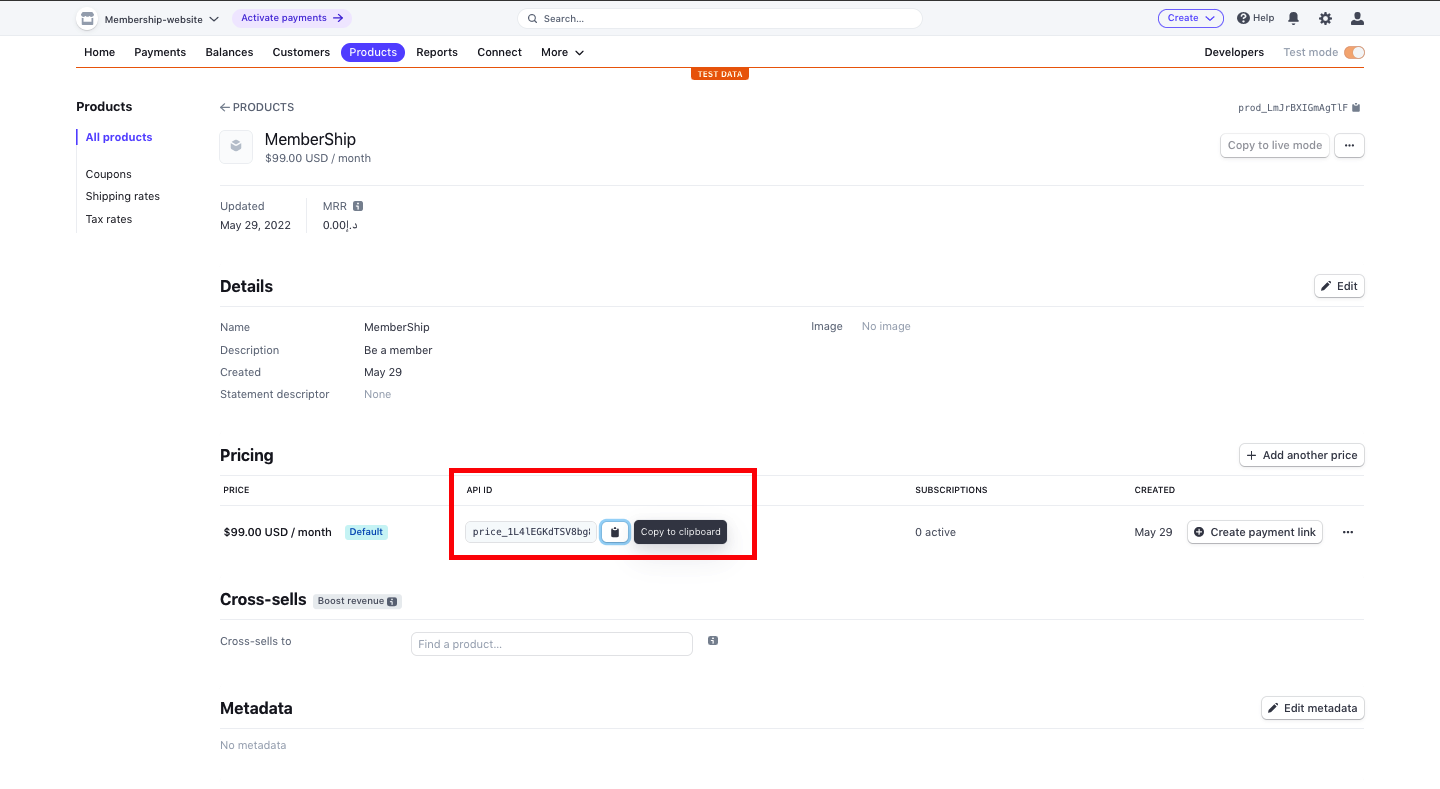 Membership-website Activate payments Search... Create Help
Home Payments Balances Customers Products Reports Connect More Developers Test mode
TEST DATA
Products
All products
Coupons
Shipping rates
Tax rates
PRODUCTS prod_LmJrBXIGmAgTlF
MemberShip
$99.00 USD / month
Copy to live mode
Updated MRR
May 29, 2022 د.إ0.00
Details Edit
Name MemberShip Image No image
Description Be a member
Created May 29
Statement descriptor None
Pricing Add another price
PRICE API ID SUBSCRIPTIONS CREATED
$99.00 USD / month Default price_1L4lEGKdTSV8bg Copy to clipboard 0 active May 29 Create payment link
Cross-sells Boost revenue
Cross-sells to Find a product...
Metadata Edit metadata
No metadata